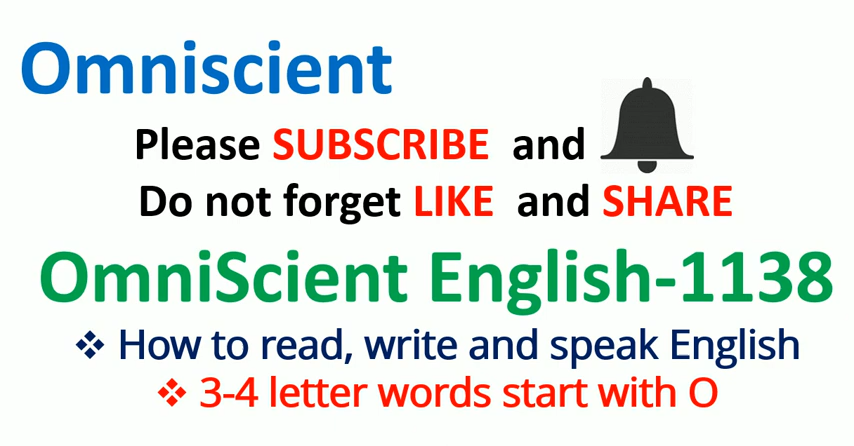 Omniscient
Please SUBSCRIBE and
Do not forget LIKE and SHARE
OmniScient English-1138
❖ How to read, write and speak English
❖ 3-4 letter words start with O